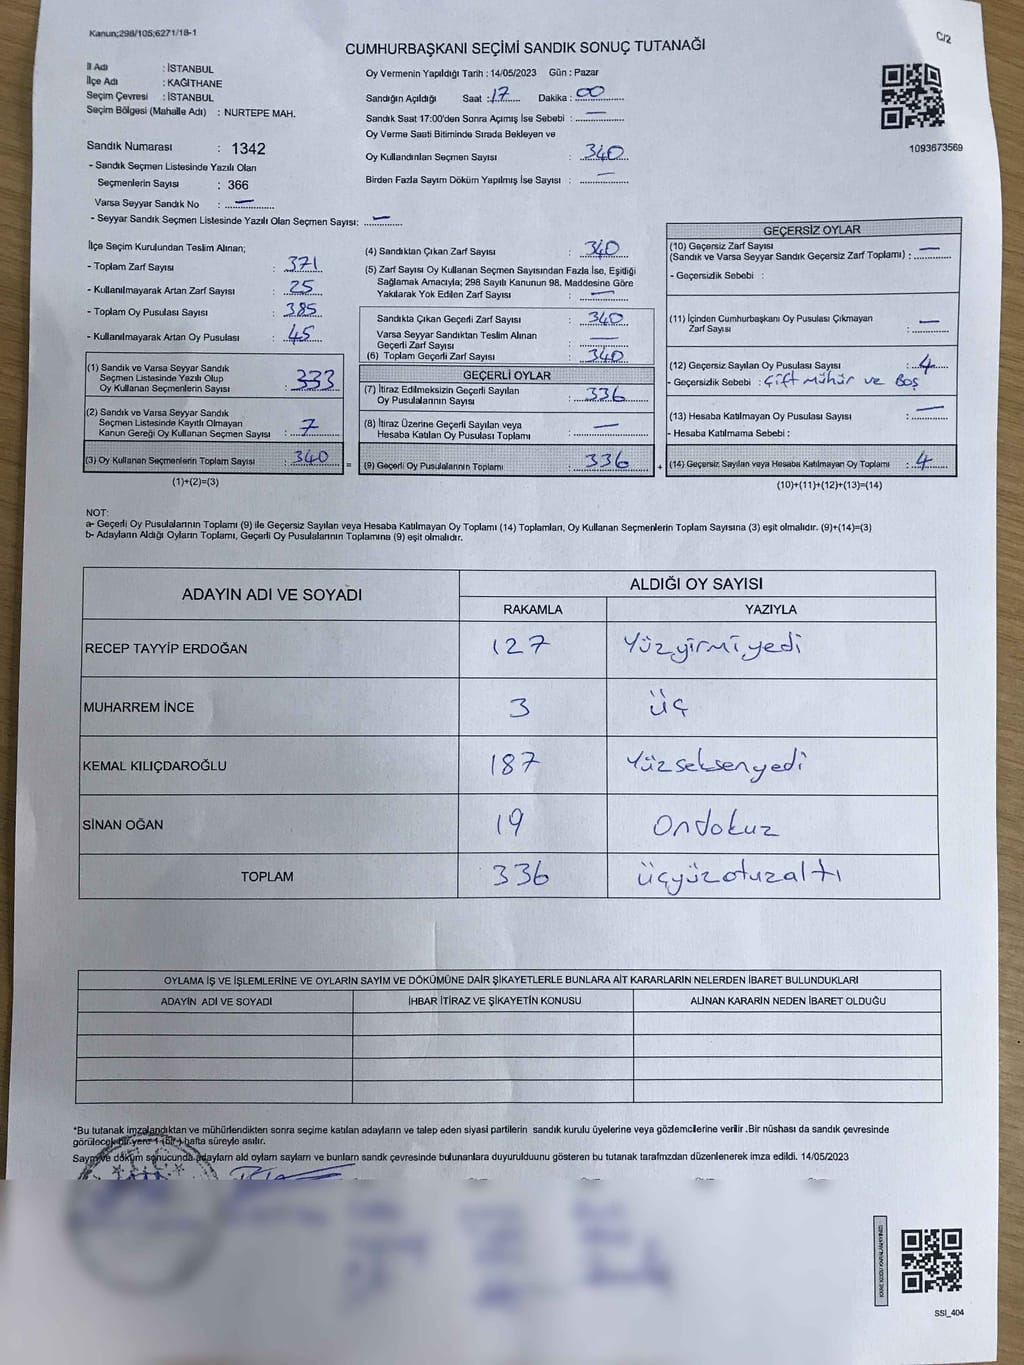 Kanun;298/105;6271/18-1
C/2
CUMHURBAŞKANI SEÇİMİ SANDIK SONUÇ TUTANAĞI
İl Adı : İSTANBUL
İlçe Adı : KAĞITHANE
Seçim Çevresi : İSTANBUL
Seçim Bölgesi (Mahalle Adı) : NURTEPE MAH.
Sandık Numarası : 1342
- Sandık Seçmen Listesinde Yazılı Olan
Seçmenlerin Sayısı : 366
Varsa Seyyar Sandık No : —
- Seyyar Sandık Seçmen Listesinde Yazılı Olan Seçmen Sayısı: —
Oy Vermenin Yapıldığı Tarih : 14/05/2023 Gün : Pazar
Sandığın Açıldığı Saat : 17 Dakika : 00
Sandık Saat 17:00'den Sonra Açımış İse Sebebi : —
Oy Verme Saati Bitiminde Sırada Bekleyen ve
Oy Kullandırılan Seçmen Sayısı : 340
Birden Fazla Sayım Döküm Yapılmış İse Sayısı : —
1093673569
İlçe Seçim Kurulundan Teslim Alınan;
- Toplam Zarf Sayısı : 371
- Kullanılmayarak Artan Zarf Sayısı : 25
- Toplam Oy Pusulası Sayısı : 385
- Kullanılmayarak Artan Oy Pusulası : 45
(1) Sandık ve Varsa Seyyar Sandık
Seçmen Listesinde Yazılı Olup
Oy Kullanan Seçmenlerin Sayısı : 333
(2) Sandık ve Varsa Seyyar Sandık
Seçmen Listesinde Kayıtlı Olmayan
Kanun Gereği Oy Kullanan Seçmen Sayısı : 7
(3) Oy Kullanan Seçmenlerin Toplam Sayısı : 340
(1)+(2)=(3)
(4) Sandıktan Çıkan Zarf Sayısı : 340
(5) Zarf Sayısı Oy Kullanan Seçmen Sayısından Fazla İse, Eşitliği
Sağlamak Amacıyla; 298 Sayılı Kanunun 98. Maddesine Göre
Yakılarak Yok Edilen Zarf Sayısı : —
Sandıkta Çıkan Geçerli Zarf Sayısı : 340
Varsa Seyyar Sandıktan Teslim Alınan
Geçerli Zarf Sayısı : —
(6) Toplam Geçerli Zarf Sayısı : 340
GEÇERLİ OYLAR
(7) İtiraz Edilmeksizin Geçerli Sayılan
Oy Pusulalarının Sayısı : 336
(8) İtiraz Üzerine Geçerli Sayılan veya
Hesaba Katılan Oy Pusulası Toplamı : —
= (9) Geçerli Oy Pusulalarının Toplamı : 336
GEÇERSİZ OYLAR
(10) Geçersiz Zarf Sayısı
(Sandık ve Varsa Seyyar Sandık Geçersiz Zarf Toplamı) : —
- Geçersizlik Sebebi :
(11) İçinden Cumhurbaşkanı Oy Pusulası Çıkmayan
Zarf Sayısı : —
(12) Geçersiz Sayılan Oy Pusulası Sayısı : 4
- Geçersizlik Sebebi : Çift Mühür ve Boş
(13) Hesaba Katılmayan Oy Pusulası Sayısı : —
- Hesaba Katılmama Sebebi :
+ (14) Geçersiz Sayılan veya Hesaba Katılmayan Oy Toplamı : 4
(10)+(11)+(12)+(13)=(14)
NOT:
a- Geçerli Oy Pusulalarının Toplamı (9) ile Geçersiz Sayılan veya Hesaba Katılmayan Oy Toplamı (14) Toplamları, Oy Kullanan Seçmenlerin Toplam Sayısına (3) eşit olmalıdır. (9)+(14)=(3)
b- Adayların Aldığı Oyların Toplamı, Geçerli Oy Pusulalarının Toplamına (9) eşit olmalıdır.
ADAYIN ADI VE SOYADI ALDIĞI OY SAYISI
RAKAMLA YAZIYLA
RECEP TAYYİP ERDOĞAN 127 Yüzyirmiyedi
MUHARREM İNCE 3 üç
KEMAL KILIÇDAROĞLU 187 Yüzseksenyedi
SİNAN OĞAN 19 Ondokuz
TOPLAM 336 üçyüzotuzaltı
OYLAMA İŞ VE İŞLEMLERİNE VE OYLARIN SAYIM VE DÖKÜMÜNE DAİR ŞİKAYETLERLE BUNLARA AİT KARARLARIN NELERDEN İBARET BULUNDUKLARI
ADAYIN ADI VE SOYADI İHBAR İTİRAZ VE ŞİKAYETİN KONUSU ALINAN KARARIN NEDEN İBARET OLDUĞU
*Bu tutanak imzalandıktan ve mühürlendikten sonra seçime katılan adayların ve talep eden siyasi partilerin sandık kurulu üyelerine veya gözlemcilerine verilir .Bir nüshası da sandık çevresinde
görülecek bir yere 1 (bir) hafta süreyle asılır.
Saym ve döküm sonucunda adaylarn ald oylarn saylarn ve bunlarn sandk çevresinde bulunanlara duyurulduunu gösteren bu tutanak tarafmzdan düzenlenerek imza edildi. 14/05/2023
SSI_404